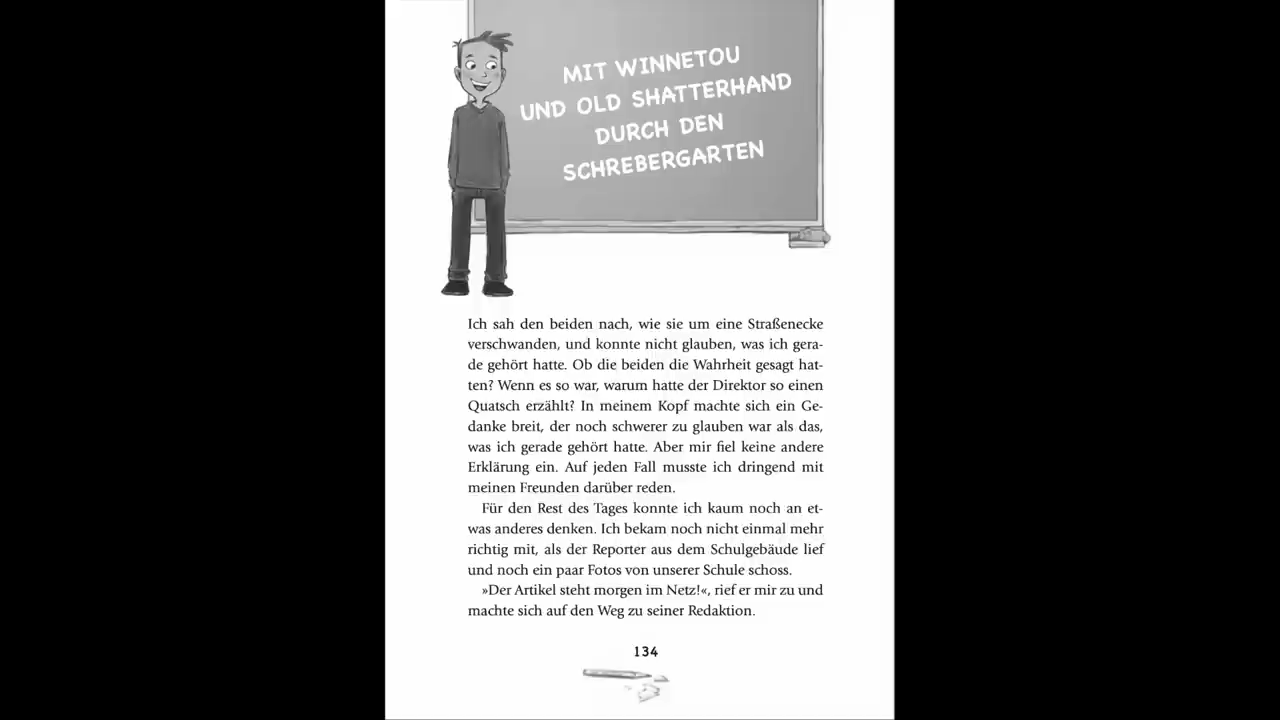 MIT WINNETOU
UND OLD SHATTERHAND
DURCH DEN
SCHREBERGARTEN
Ich sah den beiden nach, wie sie um eine Straßenecke
verschwanden, und konnte nicht glauben, was ich gera-
de gehört hatte. Ob die beiden die Wahrheit gesagt hat-
ten? Wenn es so war, warum hatte der Direktor so einen
Quatsch erzählt? In meinem Kopf machte sich ein Ge-
danke breit, der noch schwerer zu glauben war als das,
was ich gerade gehört hatte. Aber mir fiel keine andere
Erklärung ein. Auf jeden Fall musste ich dringend mit
meinen Freunden darüber reden.
Für den Rest des Tages konnte ich kaum noch an et-
was anderes denken. Ich bekam noch nicht einmal mehr
richtig mit, als der Reporter aus dem Schulgebäude lief
und noch ein paar Fotos von unserer Schule schoss.
»Der Artikel steht morgen im Netz!«, rief er mir zu und
machte sich auf den Weg zu seiner Redaktion.
134